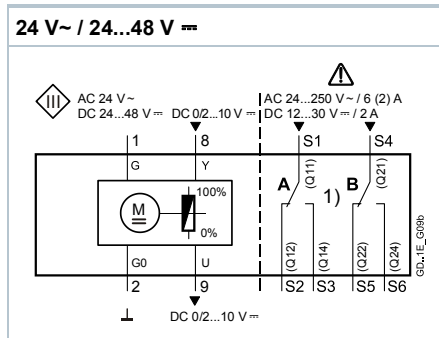 24 V~ / 24...48 V ⎓
III
AC 24 V ~
DC 24...48 V ⎓ DC 0/2...10 V ⎓
AC 24...250 V ~ / 6 (2) A
DC 12...30 V ⎓ / 2 A
1 8 S1 S4
G Y (Q11) (Q21)
A B 1)
M 100%
0%
G0 U (Q12) (Q14) (Q22) (Q24)
2 9 S2 S3 S5 S6
DC 0/2...10 V ⎓
GD..1E_G09b